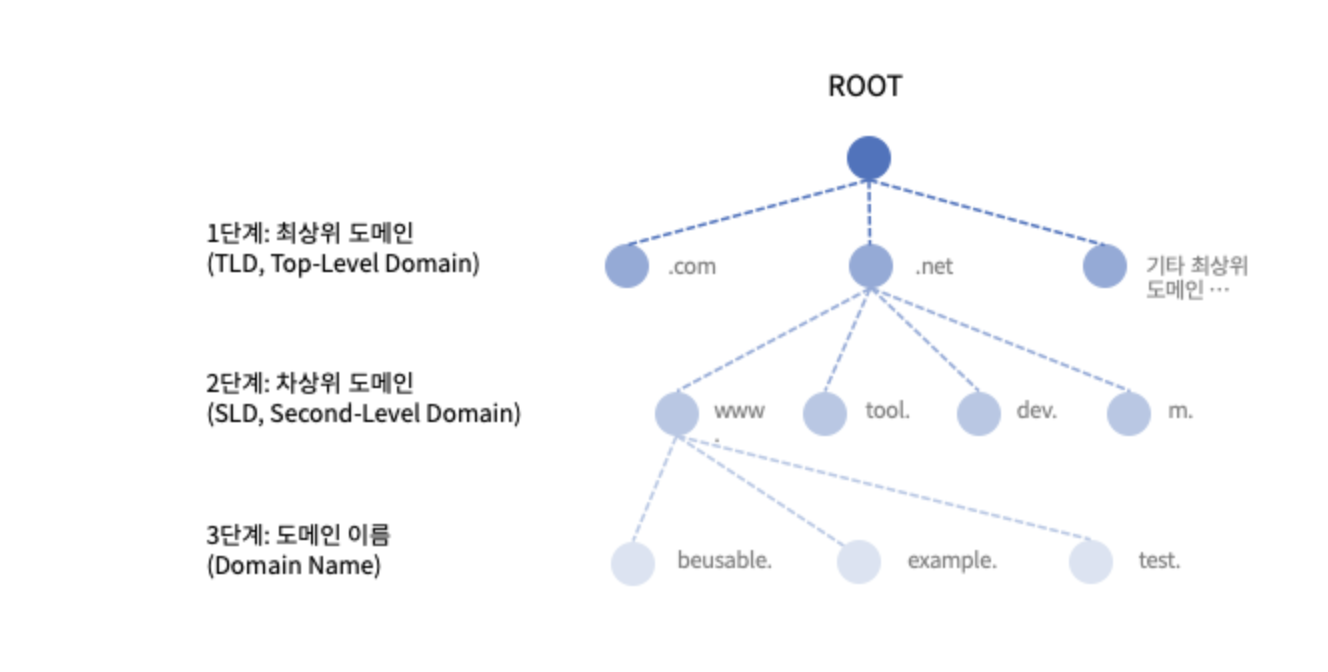 ROOT
1단계: 최상위 도메인
(TLD, Top-Level Domain)
.com
.net
기타 최상위
도메인 …
2단계: 차상위 도메인
(SLD, Second-Level Domain)
www
.
tool.
dev.
m.
3단계: 도메인 이름
(Domain Name)
beusable.
example.
test.